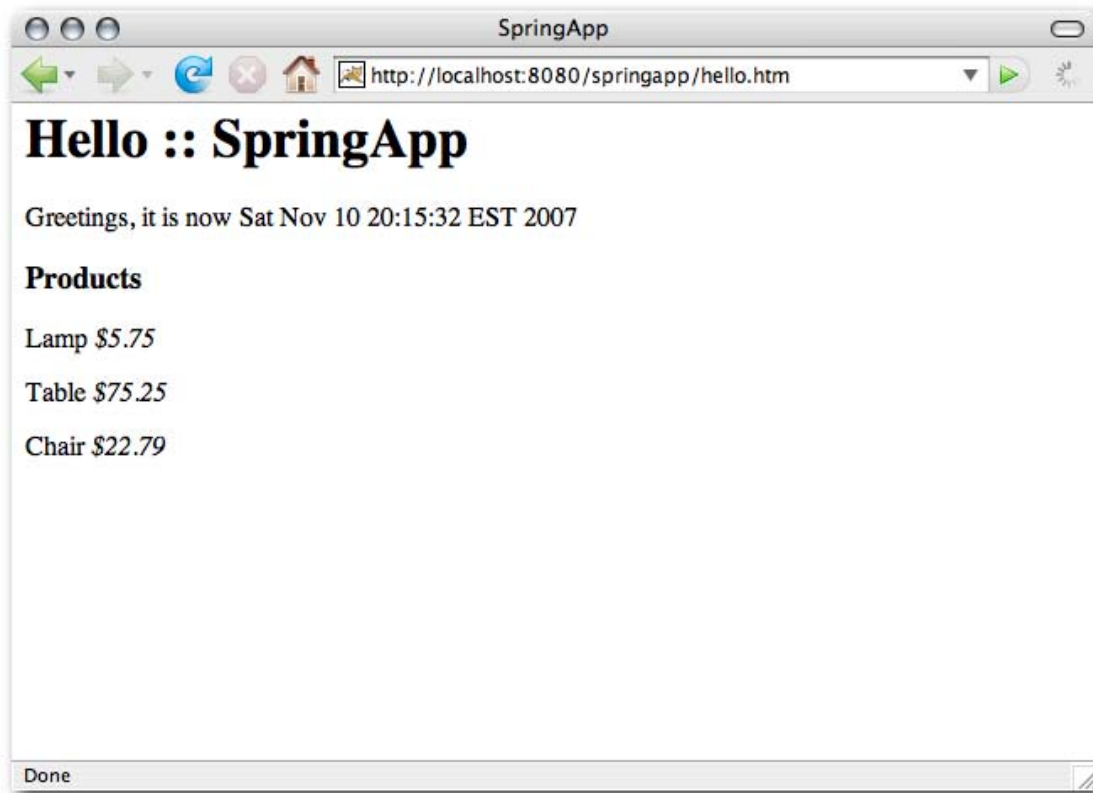 SpringApp
http://localhost:8080/springapp/hello.htm
Hello :: SpringApp
Greetings, it is now Sat Nov 10 20:15:32 EST 2007
Products
Lamp $5.75
Table $75.25
Chair $22.79
Done